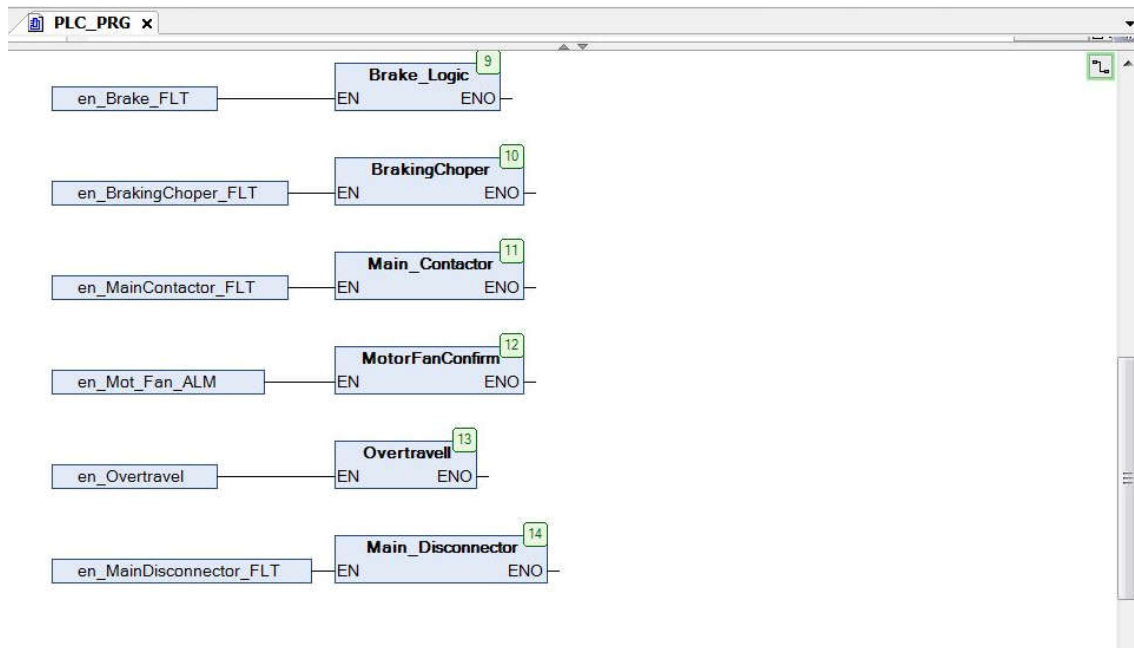 PLC_PRG x
9
Brake_Logic
en_Brake_FLT EN ENO
10
BrakingChoper
en_BrakingChoper_FLT EN ENO
11
Main_Contactor
en_MainContactor_FLT EN ENO
12
MotorFanConfirm
en_Mot_Fan_ALM EN ENO
13
Overtravell
en_Overtravel EN ENO
14
Main_Disconnector
en_MainDisconnector_FLT EN ENO